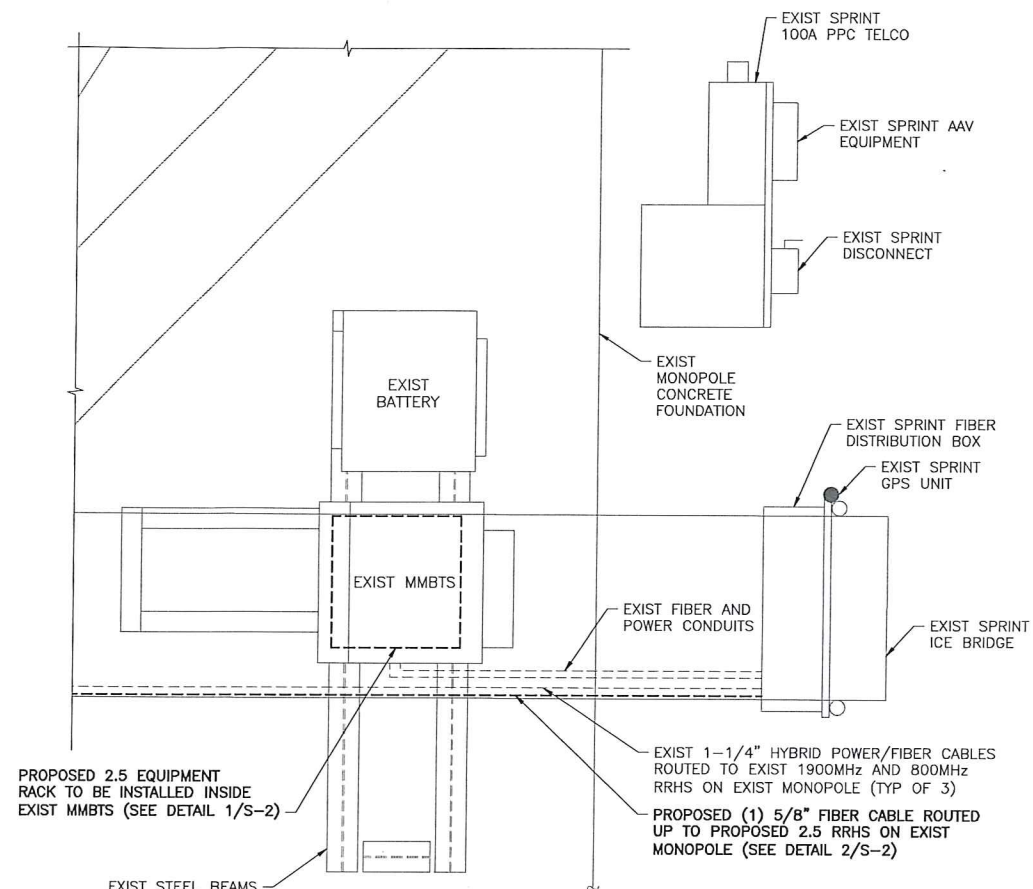 EXIST SPRINT
100A PPC TELCO
EXIST SPRINT AAV
EQUIPMENT
EXIST SPRINT
DISCONNECT
EXIST
MONOPOLE
CONCRETE
FOUNDATION
EXIST
BATTERY
EXIST SPRINT FIBER
DISTRIBUTION BOX
EXIST SPRINT
GPS UNIT
EXIST MMBTS
EXIST FIBER AND
POWER CONDUITS
EXIST SPRINT
ICE BRIDGE
PROPOSED 2.5 EQUIPMENT
RACK TO BE INSTALLED INSIDE
EXIST MMBTS (SEE DETAIL 1/S-2)
EXIST 1-1/4" HYBRID POWER/FIBER CABLES
ROUTED TO EXIST 1900MHz AND 800MHz
RRHS ON EXIST MONOPOLE (TYP OF 3)
PROPOSED (1) 5/8" FIBER CABLE ROUTED
UP TO PROPOSED 2.5 RRHS ON EXIST
MONOPOLE (SEE DETAIL 2/S-2)
EXIST STEEL BEAMS